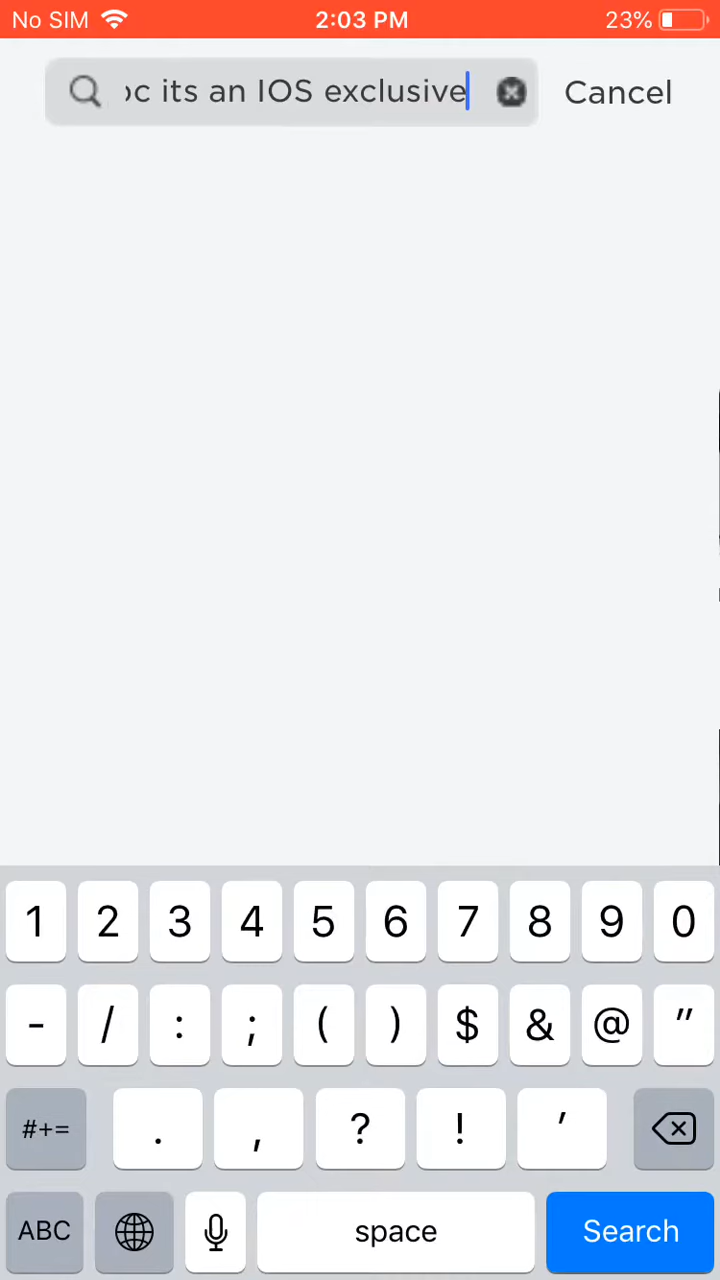 No SIM 2:03 PM 23%
c its an IOS exclusive Cancel
1 2 3 4 5 6 7 8 9 0
- / : ; ( ) $ & @ "
#+= . , ? ! '
ABC space Search